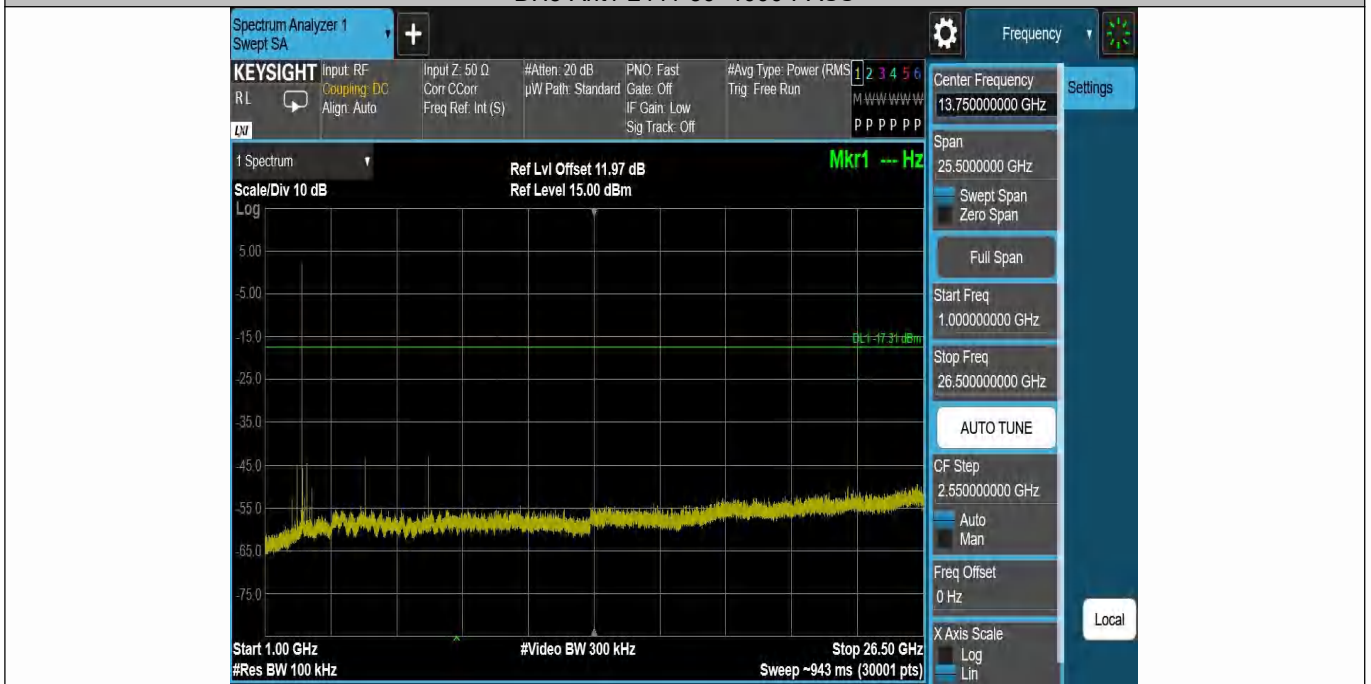 Spectrum Analyzer 1
Swept SA
+
Frequency
KEYSIGHT
RL
LXI
Input: RF
Coupling: DC
Align: Auto
Input Z: 50 Ω
Corr CCorr
Freq Ref: Int (S)
#Atten: 20 dB
µW Path: Standard
PNO: Fast
Gate: Off
IF Gain: Low
Sig Track: Off
#Avg Type: Power (RMS
Trig: Free Run
1 2 3 4 5 6
M W W W W W
P P P P P P
Center Frequency
13.750000000 GHz
Settings
Span
25.5000000 GHz
Swept Span
Zero Span
Full Span
Start Freq
1.000000000 GHz
Stop Freq
26.500000000 GHz
AUTO TUNE
CF Step
2.550000000 GHz
Auto
Man
Freq Offset
0 Hz
X Axis Scale
Log
Lin
Local
1 Spectrum
Scale/Div 10 dB
Log
Ref Lvl Offset 11.97 dB
Ref Level 15.00 dBm
Mkr1 --- Hz
5.00
-5.00
-15.0
DL1 -17.31 dBm
-25.0
-35.0
-45.0
-55.0
-65.0
-75.0
Start 1.00 GHz
#Res BW 100 kHz
#Video BW 300 kHz
Stop 26.50 GHz
Sweep ~943 ms (30001 pts)